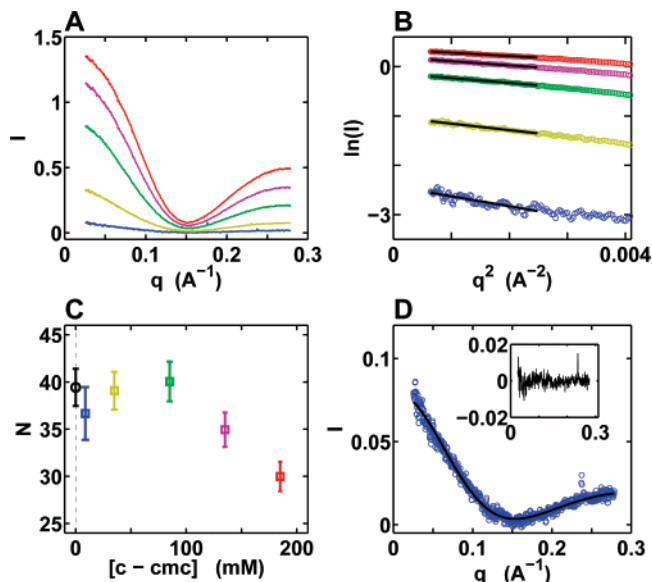 A
1.5
1
0.5
0
I
0 0.1 0.2 0.3
q (A⁻¹)
B
0
−3
ln(I)
0 0.004
q² (A⁻²)
C
45
40
35
30
25
N
0 100 200
[c − cmc] (mM)
D
0.1
0.05
0
I
0.02
0
−0.02
0 0.3
0 0.1 0.2 0.3
q (A⁻¹)